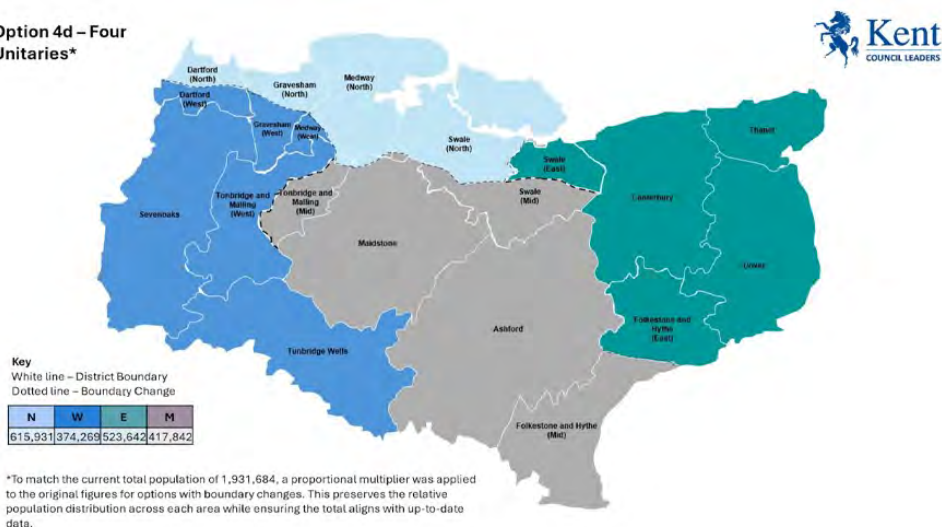 Option 4d – Four
Unitaries*
Kent
COUNCIL LEADERS
Dartford
(North)
Gravesham
(North)
Medway
(North)
Dartford
(West)
Gravesham
(West)
Medway
(West)
Swale
(North)
Thanet
Swale
(East)
Canterbury
Tonbridge and
Malling
(West)
Tonbridge and
Malling
(Mid)
Swale
(Mid)
Sevenoaks
Maidstone
Dover
Ashford
Folkestone and
Hythe
(East)
Tunbridge Wells
Folkestone and Hythe
(Mid)
Key
White line – District Boundary
Dotted line – Boundary Change
N W E M
615,931 374,269 523,642 417,842
*To match the current total population of 1,931,684, a proportional multiplier was applied
to the original figures for options with boundary changes. This preserves the relative
population distribution across each area while ensuring the total aligns with up-to-date
data.